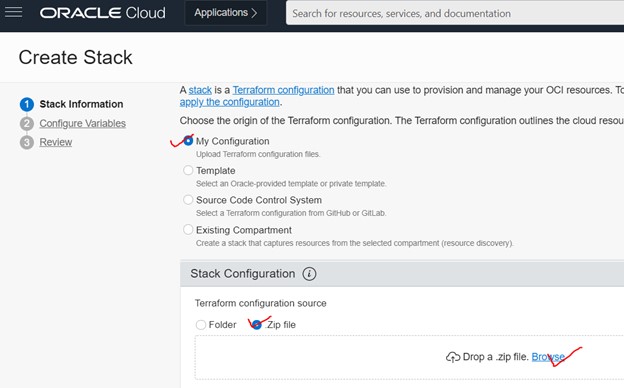 ORACLE Cloud
Applications >
Search for resources, services, and documentation
Create Stack
1 Stack Information
2 Configure Variables
3 Review
A stack is a Terraform configuration that you can use to provision and manage your OCI resources. To
apply the configuration.
Choose the origin of the Terraform configuration. The Terraform configuration outlines the cloud resou
My Configuration
Upload Terraform configuration files.
Template
Select an Oracle-provided template or private template.
Source Code Control System
Select a Terraform configuration from GitHub or GitLab.
Existing Compartment
Create a stack that captures resources from the selected compartment (resource discovery).
Stack Configuration i
Terraform configuration source
Folder
.Zip file
Drop a .zip file. Browse